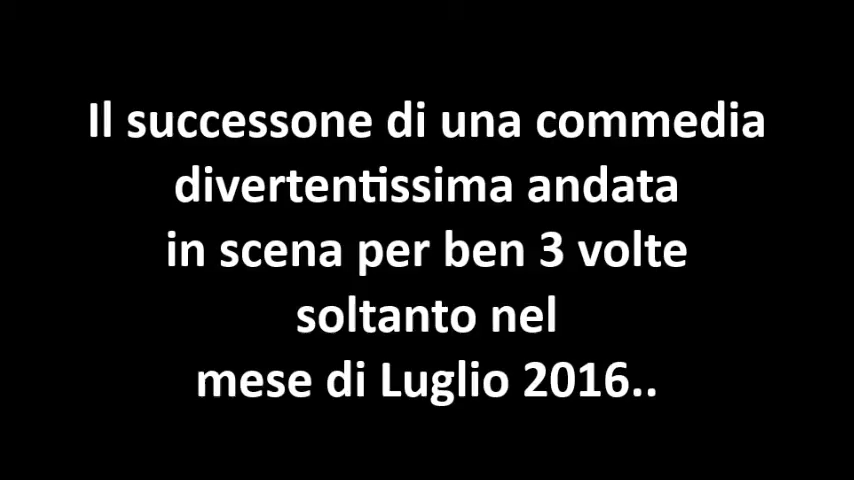 Il successone di una commedia
divertentissima andata
in scena per ben 3 volte
soltanto nel
mese di Luglio 2016..